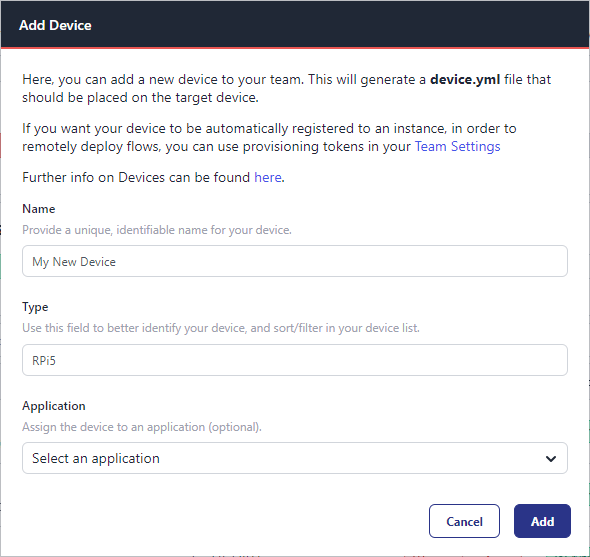 Add Device
Here, you can add a new device to your team. This will generate a device.yml file that
should be placed on the target device.
If you want your device to be automatically registered to an instance, in order to
remotely deploy flows, you can use provisioning tokens in your Team Settings
Further info on Devices can be found here.
Name
Provide a unique, identifiable name for your device.
My New Device
Type
Use this field to better identify your device, and sort/filter in your device list.
RPi5
Application
Assign the device to an application (optional).
Select an application
Cancel
Add